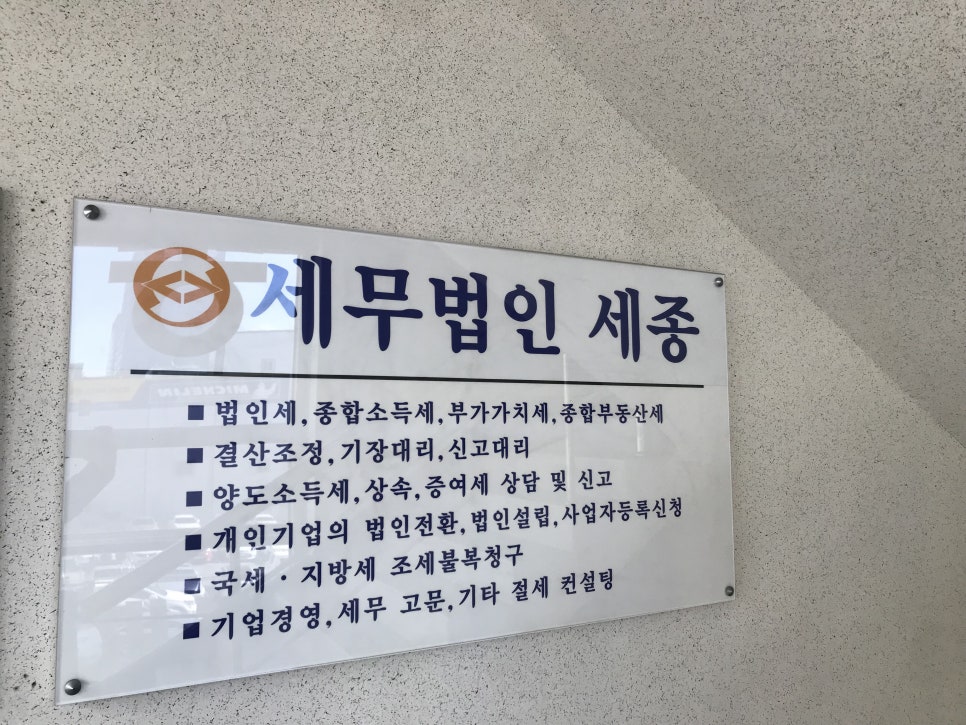 세무법인 세종
■ 법인세,종합소득세,부가가치세,종합부동산세
■ 결산조정,기장대리,신고대리
■ 양도소득세,상속,증여세 상담 및 신고
■ 개인기업의 법인전환,법인설립,사업자등록신청
■ 국세·지방세 조세불복청구
■ 기업경영,세무 고문,기타 절세 컨설팅
MICHELIN